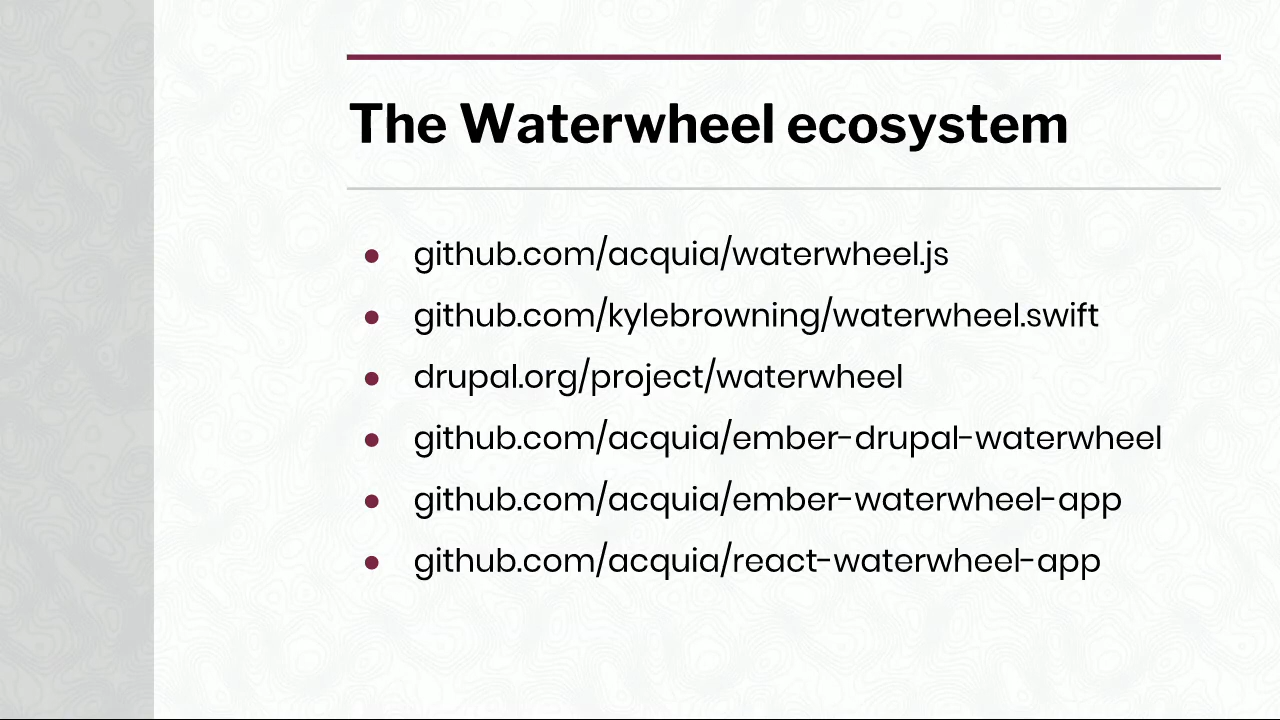 The Waterwheel ecosystem
● github.com/acquia/waterwheel.js
● github.com/kylebrowning/waterwheel.swift
● drupal.org/project/waterwheel
● github.com/acquia/ember-drupal-waterwheel
● github.com/acquia/ember-waterwheel-app
● github.com/acquia/react-waterwheel-app